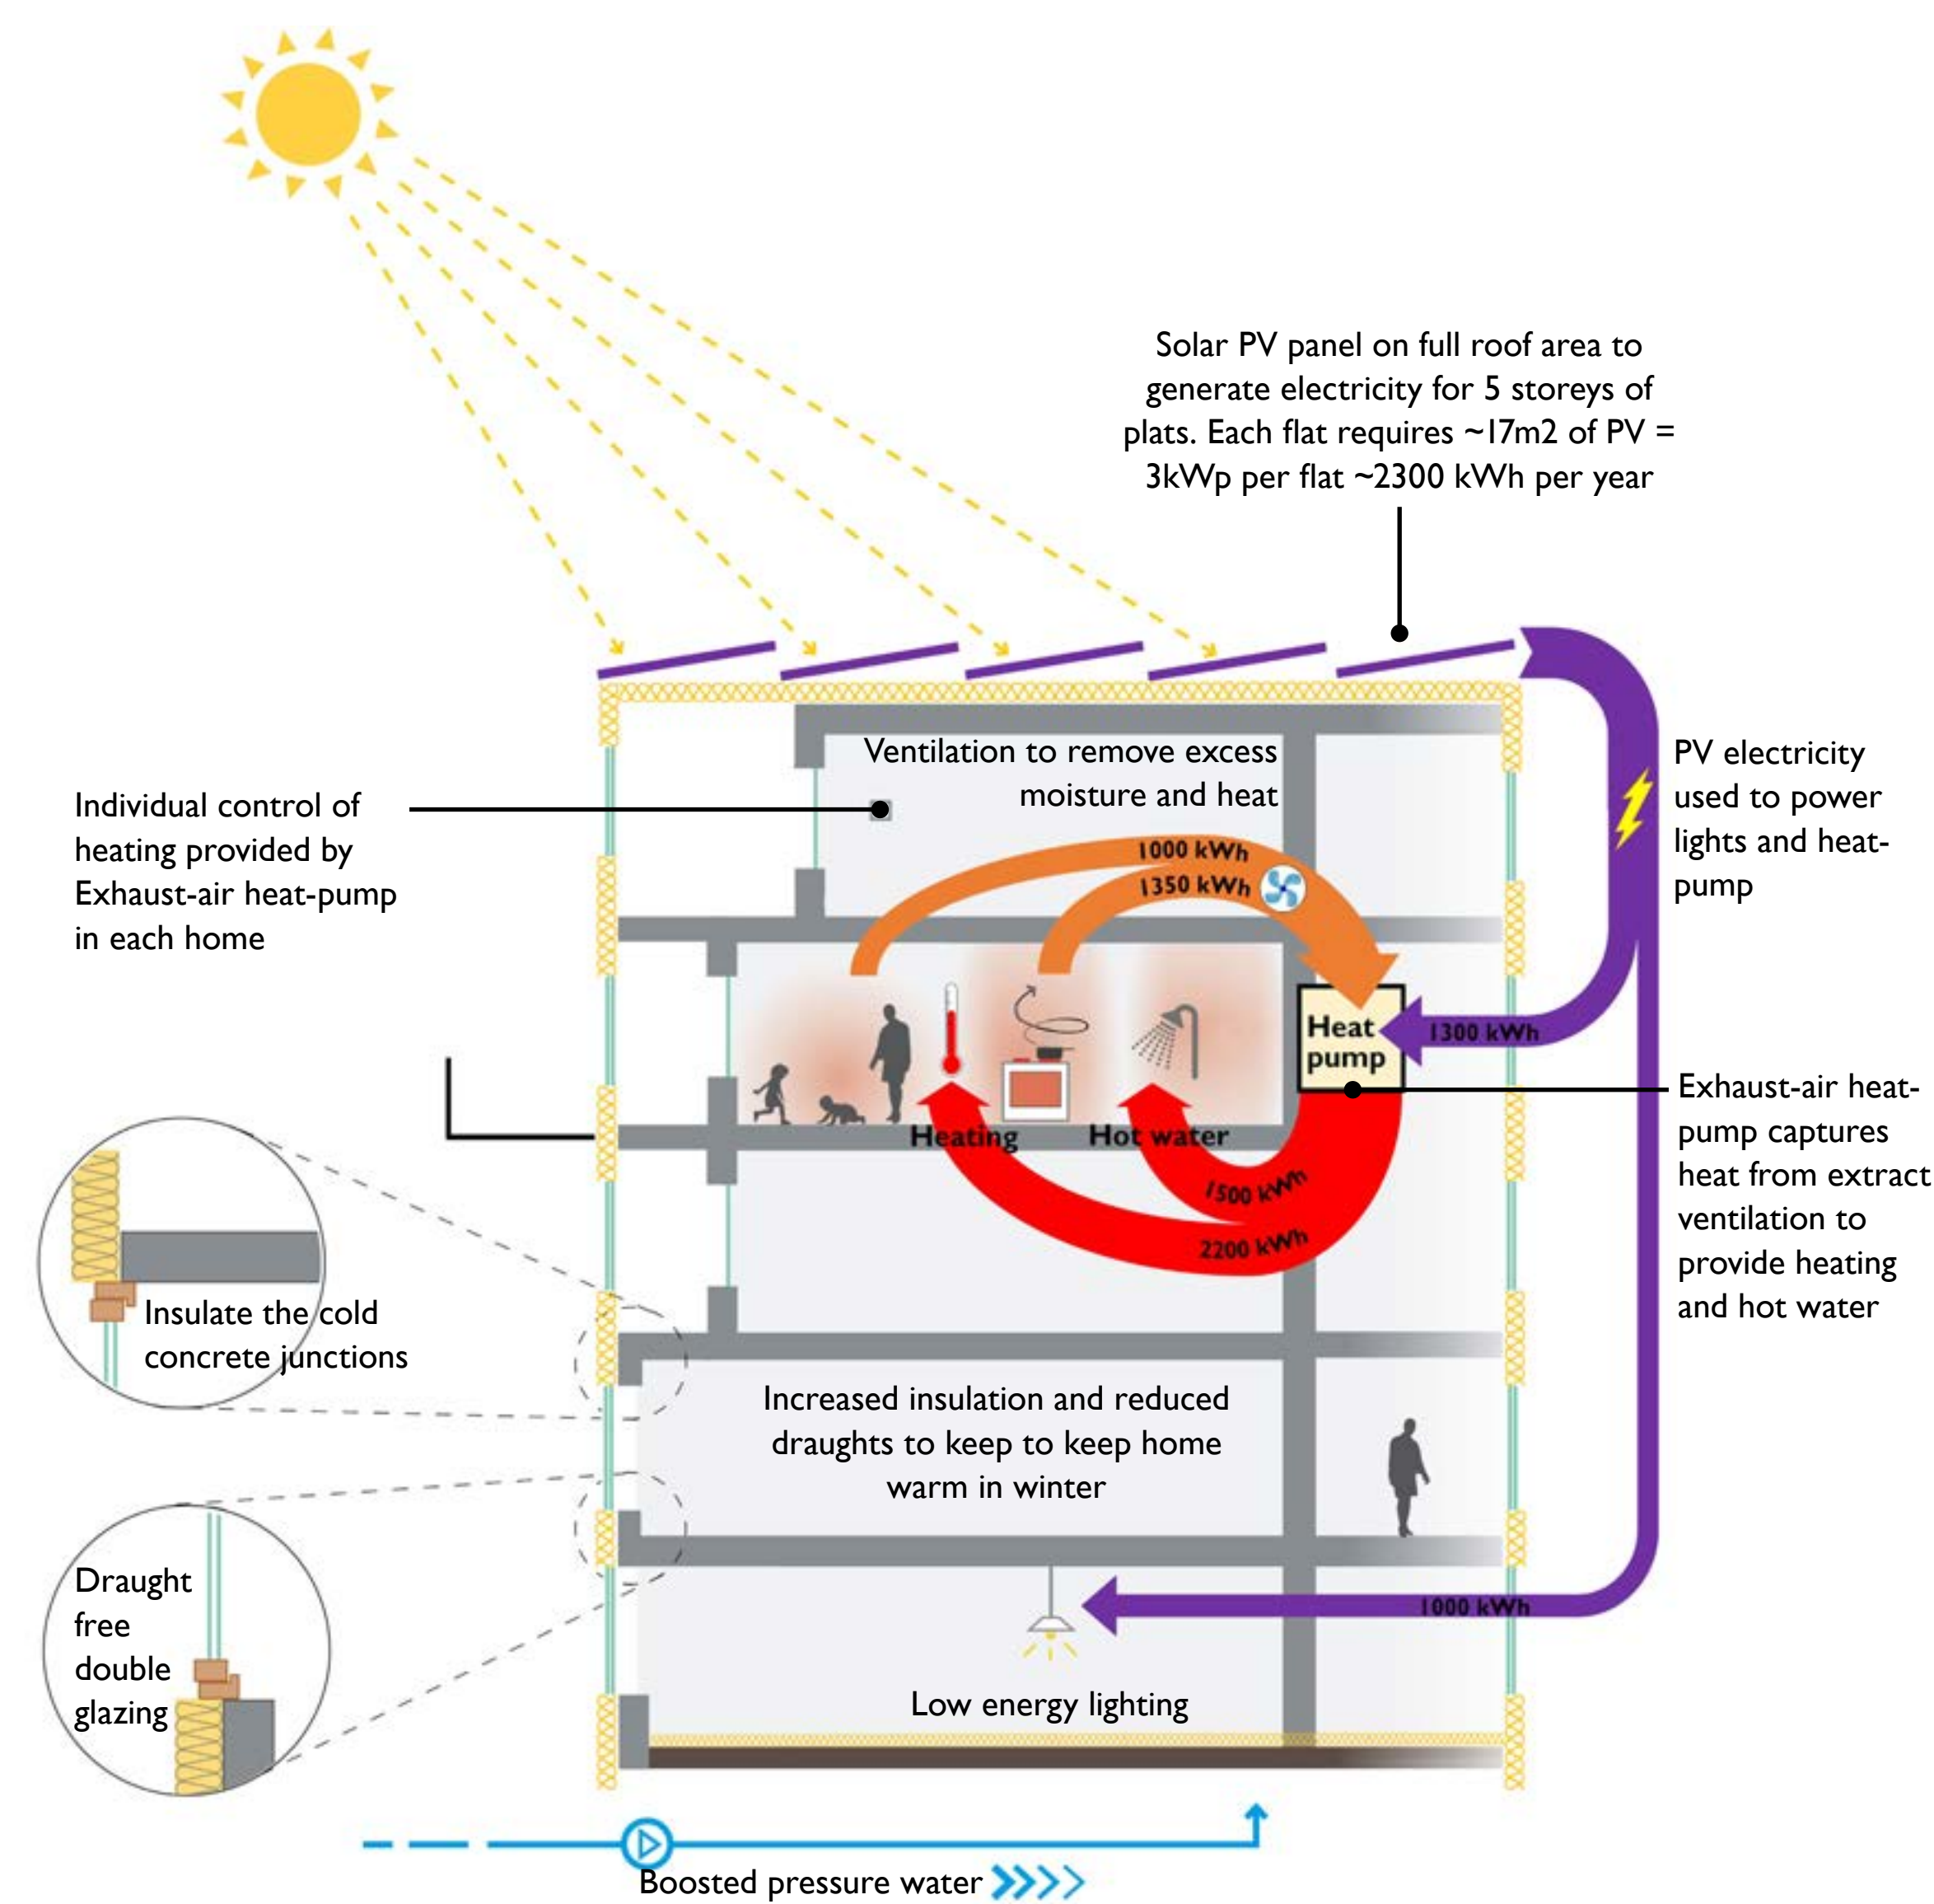 Solar PV panel on full roof area to
generate electricity for 5 storeys of
plats. Each flat requires ~17m2 of PV =
3kWp per flat ~2300 kWh per year
Ventilation to remove excess
moisture and heat
PV electricity
used to power
lights and heat-
pump
Individual control of
heating provided by
Exhaust-air heat-pump
in each home
1000 kWh
1350 kWh
Heat
pump
1300 kWh
Exhaust-air heat-
pump captures
heat from extract
ventilation to
provide heating
and hot water
Heating
Hot water
1500 kWh
2200 kWh
Insulate the cold
concrete junctions
Increased insulation and reduced
draughts to keep to keep home
warm in winter
Draught
free
double
glazing
1000 kWh
Low energy lighting
Boosted pressure water